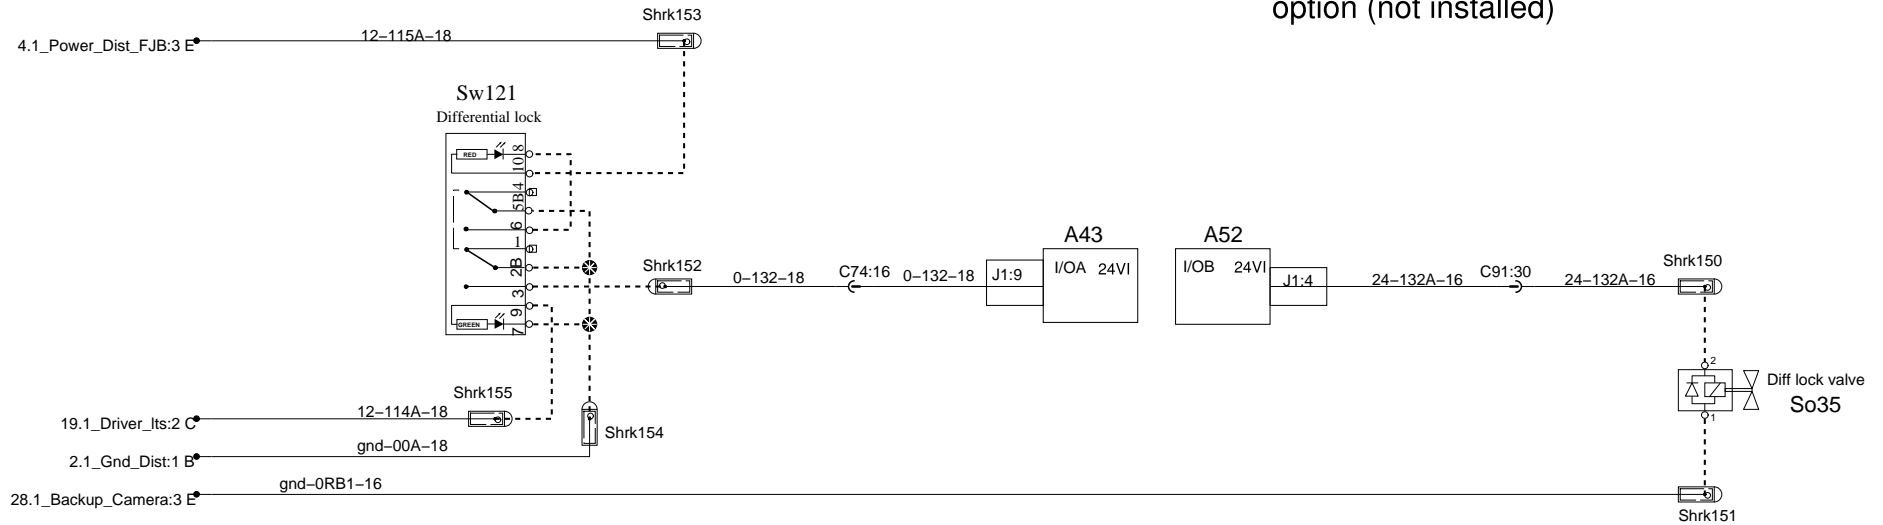 option (not installed)
Shrk153
4.1_Power_Dist_FJB:3 E
12–115A–18
Sw121
Differential lock
RED
8
10
4
5B
6
1
2B
3
9
7
GREEN
Shrk152
0–132–18
C74:16
0–132–18
J1:9
A43
I/OA 24VI
A52
I/OB 24VI
J1:4
24–132A–16
C91:30
24–132A–16
Shrk150
2
Diff lock valve
So35
1
Shrk155
19.1_Driver_lts:2 C
12–114A–18
Shrk154
2.1_Gnd_Dist:1 B
gnd–00A–18
28.1_Backup_Camera:3 E
gnd–0RB1–16
Shrk151